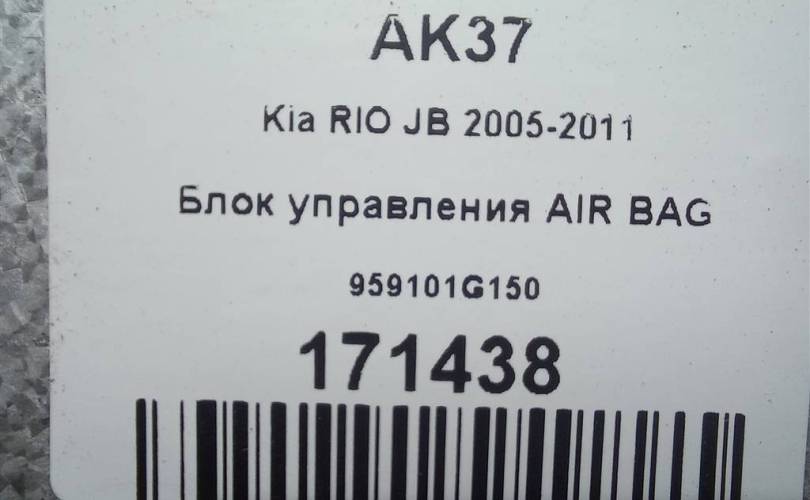 AK37
Kia RIO JB 2005-2011
Блок управления AIR BAG
959101G150
171438